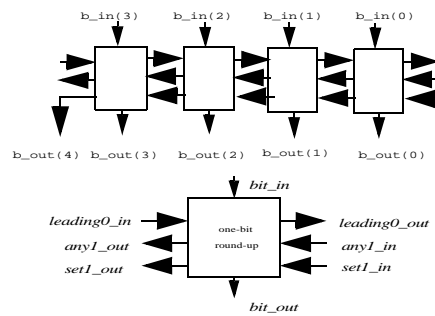 b_in(3) b_in(2) b_in(1) b_in(0)
b_out(4) b_out(3) b_out(2) b_out(1) b_out(0)
bit_in
leading0_in one-bit leading0_out
any1_out round-up any1_in
set1_out set1_in
bit_out